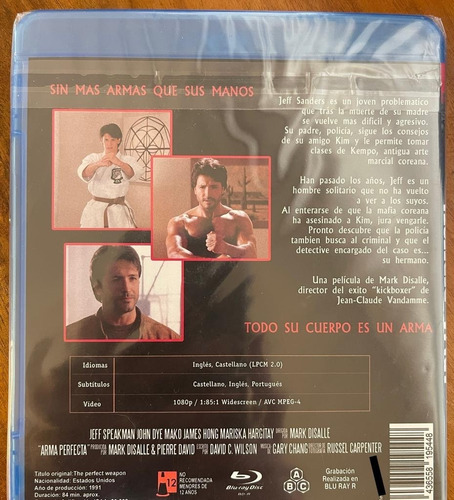 SIN MAS ARMAS QUE SUS MANOS
Jeff Sanders es un joven problematico
que tras la muerte de su madre
se vuelve mas dificil y agresivo.
Su padre, policia, sigue los consejos
de su amigo Kim y le permite tomar
clases de Kempo, antigua arte
marcial coreana.
Han pasado los años, Jeff es un
hombre solitario que no ha vuelto
a ver a los suyos.
Al enterarse de que la mafia coreana
ha asesinado a Kim, jura vengarle.
Pronto descubre que la policia
tambien busca al criminal y que el
detective encargado del caso es...
su hermano.
Una película de Mark Disalle,
director del exito "kickboxer" de
Jean-Claude Vandamme.
TODO SU CUERPO ES UN ARMA
Idiomas Inglés, Castellano (LPCM 2.0)
Subtítulos Castellano, Inglés, Portugués
Video 1080p / 1:85:1 Widescreen / AVC MPEG-4
JEFF SPEAKMAN JOHN DYE MAKO JAMES HONG MARISKA HARGITAY DIRIGIDA POR MARK DISALLE
"ARMA PERFECTA" MARK DISALLE & PIERRE DAVID DAVID C. WILSON GARY CHANG RUSSEL CARPENTER
Titulo original:The perfect weapon
Nacionalidad: Estados Unidos
Año de produccion: 1991
Duracion: 84 min. aprox.
12
NO
RECOMENDADA
MENORES DE
12 AÑOS
Blu-ray Disc
A B C
Grabación
Realizada en
BLU RAY R
436558 195448